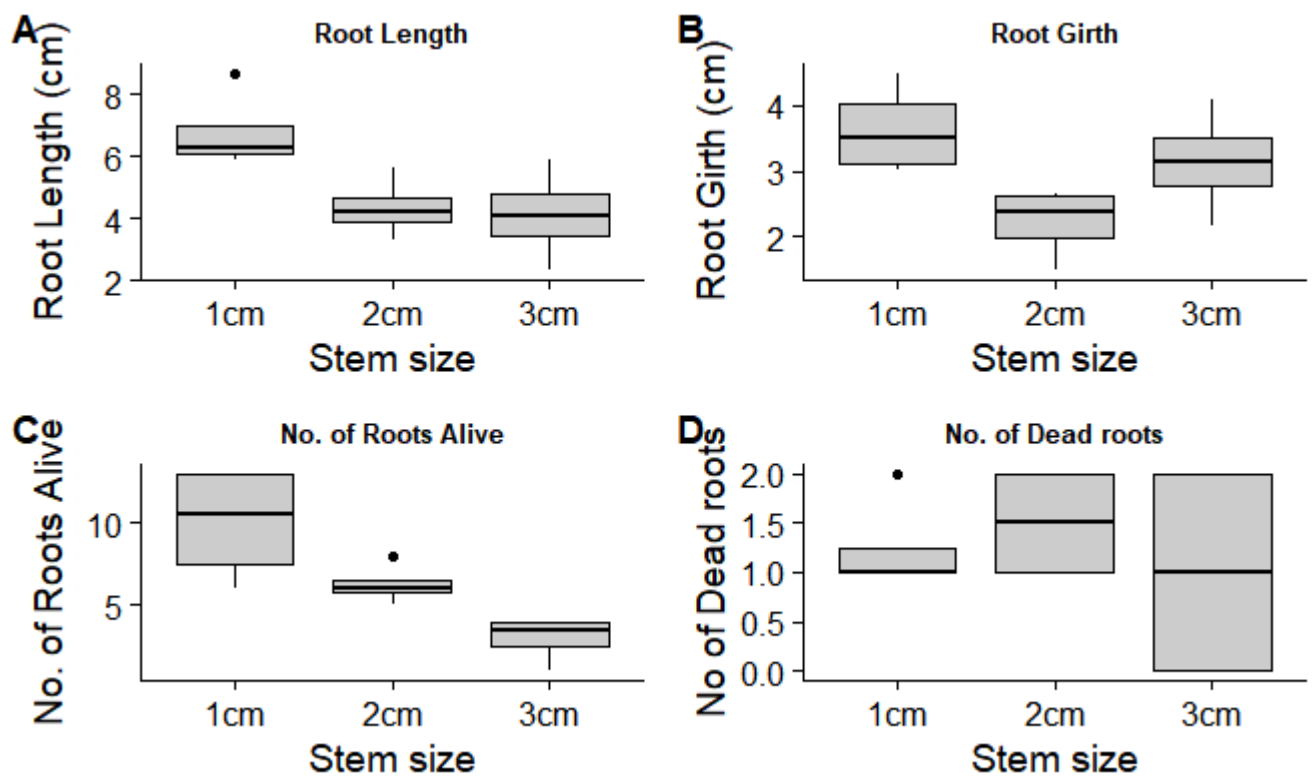 A
Root Length
Root Length (cm)
8
6
4
2
1cm 2cm 3cm
Stem size
B
Root Girth
Root Girth (cm)
4
3
2
1cm 2cm 3cm
Stem size
C
No. of Roots Alive
No. of Roots Alive
10
5
1cm 2cm 3cm
Stem size
D
No. of Dead roots
No of Dead roots
2.0
1.5
1.0
0.5
0.0
1cm 2cm 3cm
Stem size